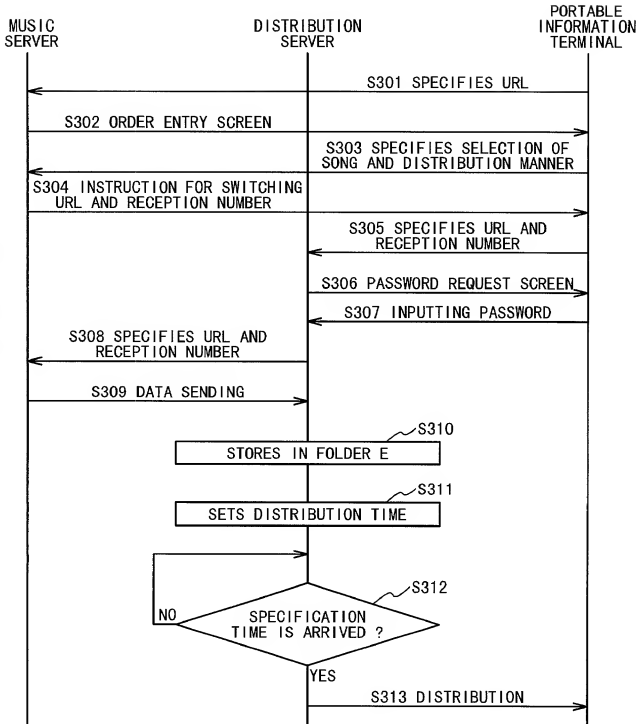 MUSIC
SERVER
DISTRIBUTION
SERVER
PORTABLE
INFORMATION
TERMINAL
S301 SPECIFIES URL
S302 ORDER ENTRY SCREEN
S303 SPECIFIES SELECTION OF
SONG AND DISTRIBUTION MANNER
S304 INSTRUCTION FOR SWITCHING
URL AND RECEPTION NUMBER
S305 SPECIFIES URL AND
RECEPTION NUMBER
S306 PASSWORD REQUEST SCREEN
S307 INPUTTING PASSWORD
S308 SPECIFIES URL AND
RECEPTION NUMBER
S309 DATA SENDING
S310
STORES IN FOLDER E
S311
SETS DISTRIBUTION TIME
S312
SPECIFICATION
TIME IS ARRIVED ?
NO
YES
S313 DISTRIBUTION